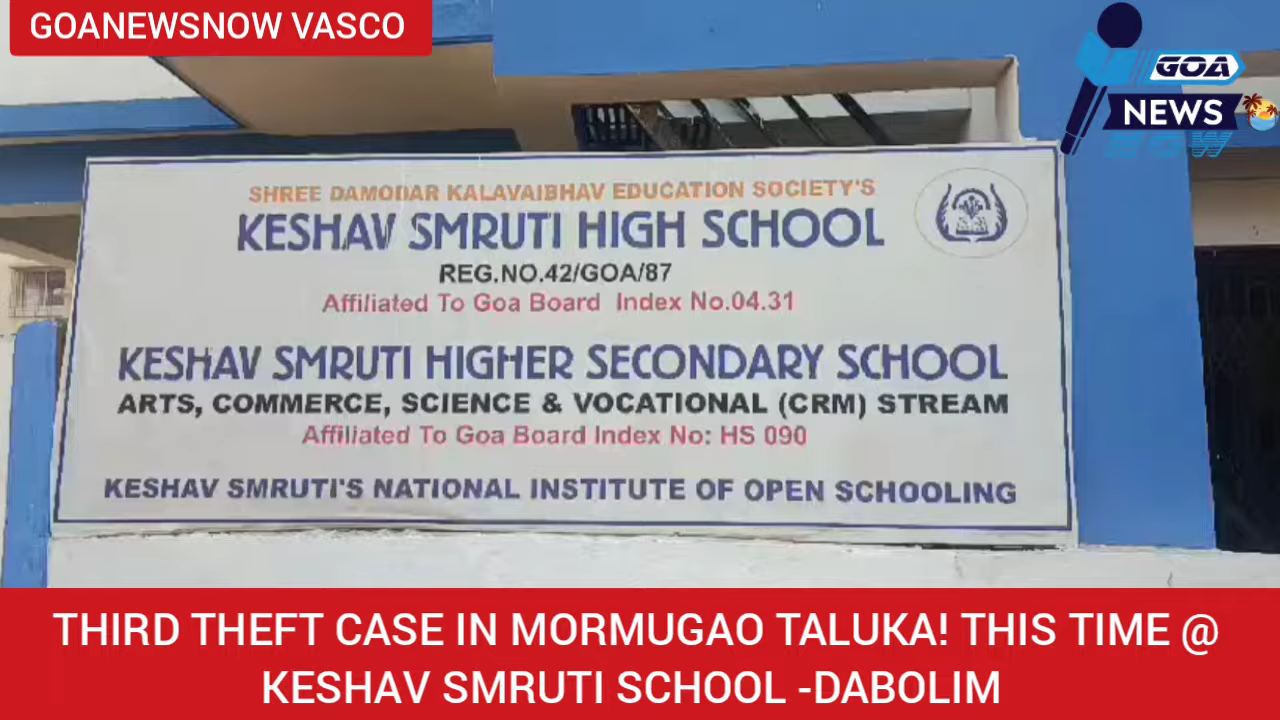 GOANEWSNOW VASCO
GOA
NEWS
NOW
SHREE DAMODAR KALAVAIBHAV EDUCATION SOCIETY'S
KESHAV SMRUTI HIGH SCHOOL
REG.NO.42/GOA/87
Affiliated To Goa Board Index No.04.31
KESHAV SMRUTI HIGHER SECONDARY SCHOOL
ARTS, COMMERCE, SCIENCE & VOCATIONAL (CRM) STREAM
Affiliated To Goa Board Index No: HS 090
KESHAV SMRUTI'S NATIONAL INSTITUTE OF OPEN SCHOOLING
THIRD THEFT CASE IN MORMUGAO TALUKA! THIS TIME @
KESHAV SMRUTI SCHOOL -DABOLIM